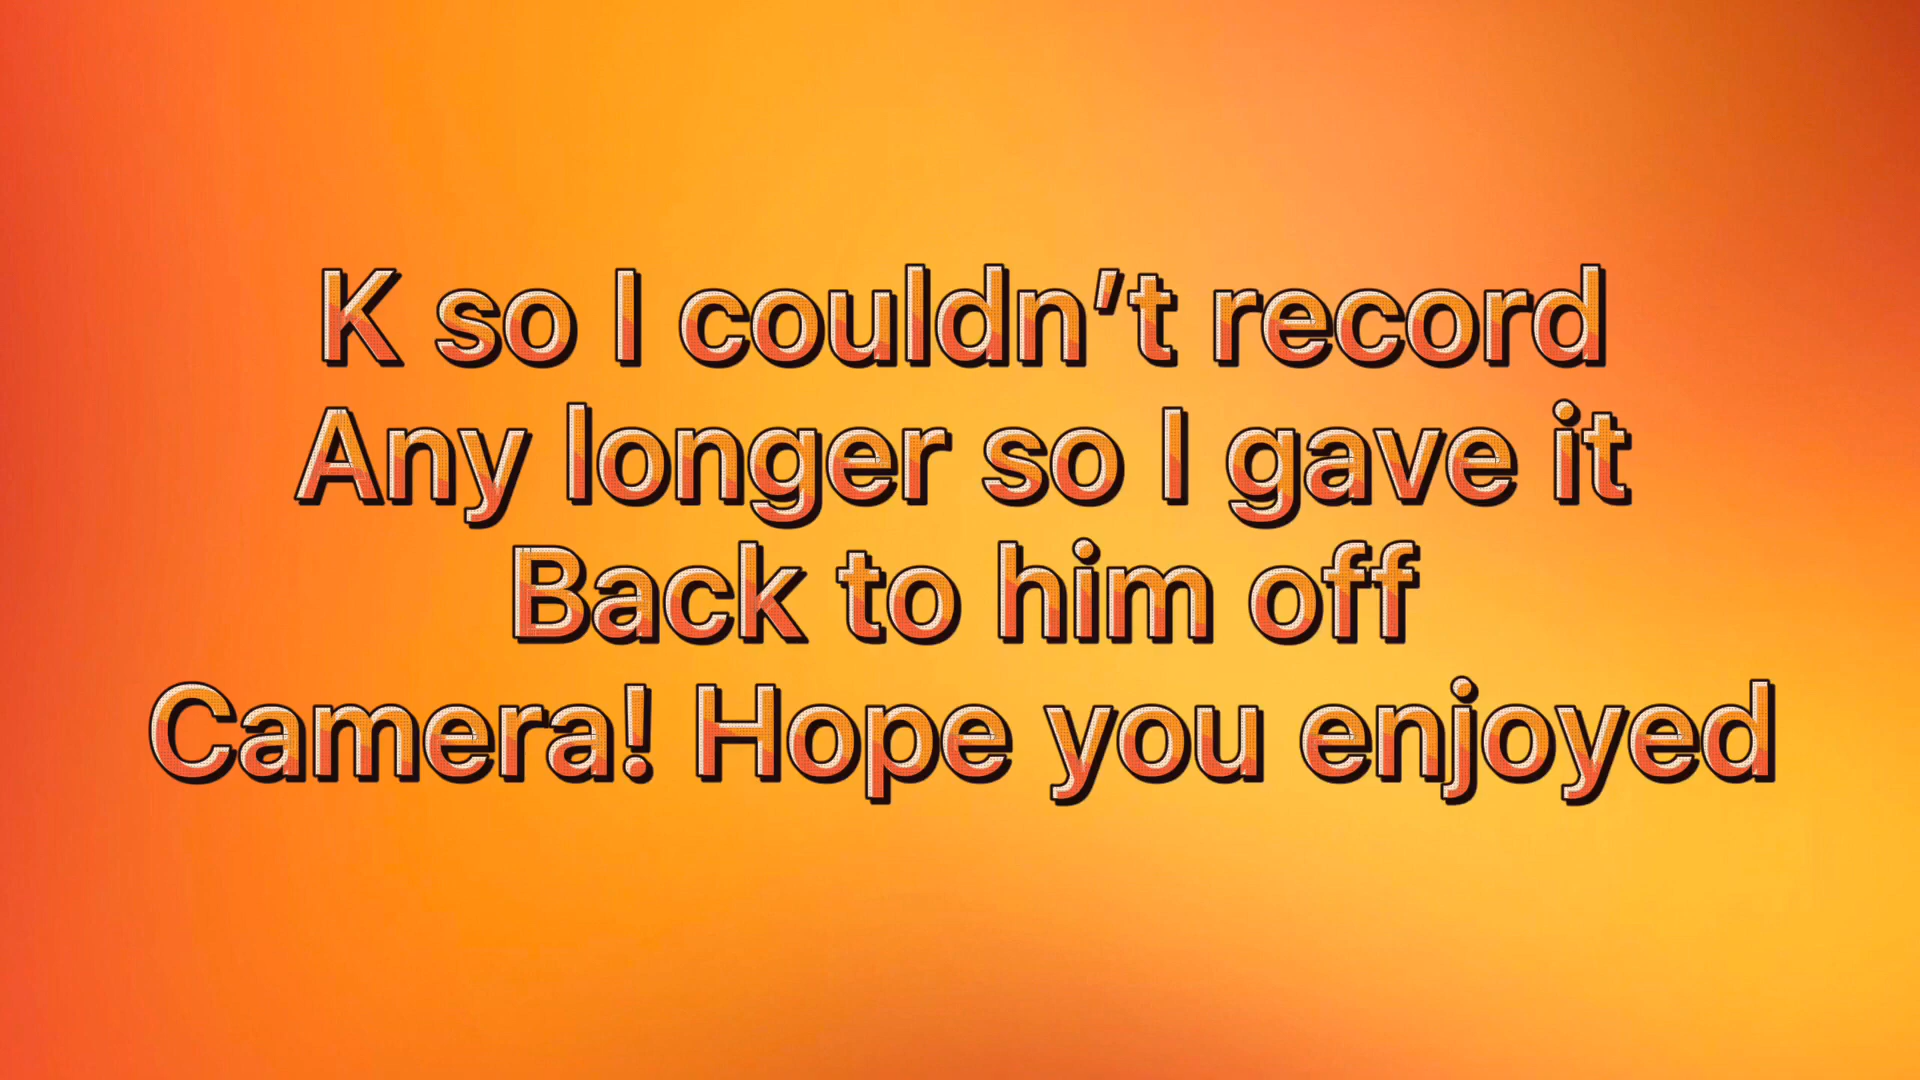 K so I couldn’t record
Any longer so I gave it
Back to him off
Camera! Hope you enjoyed